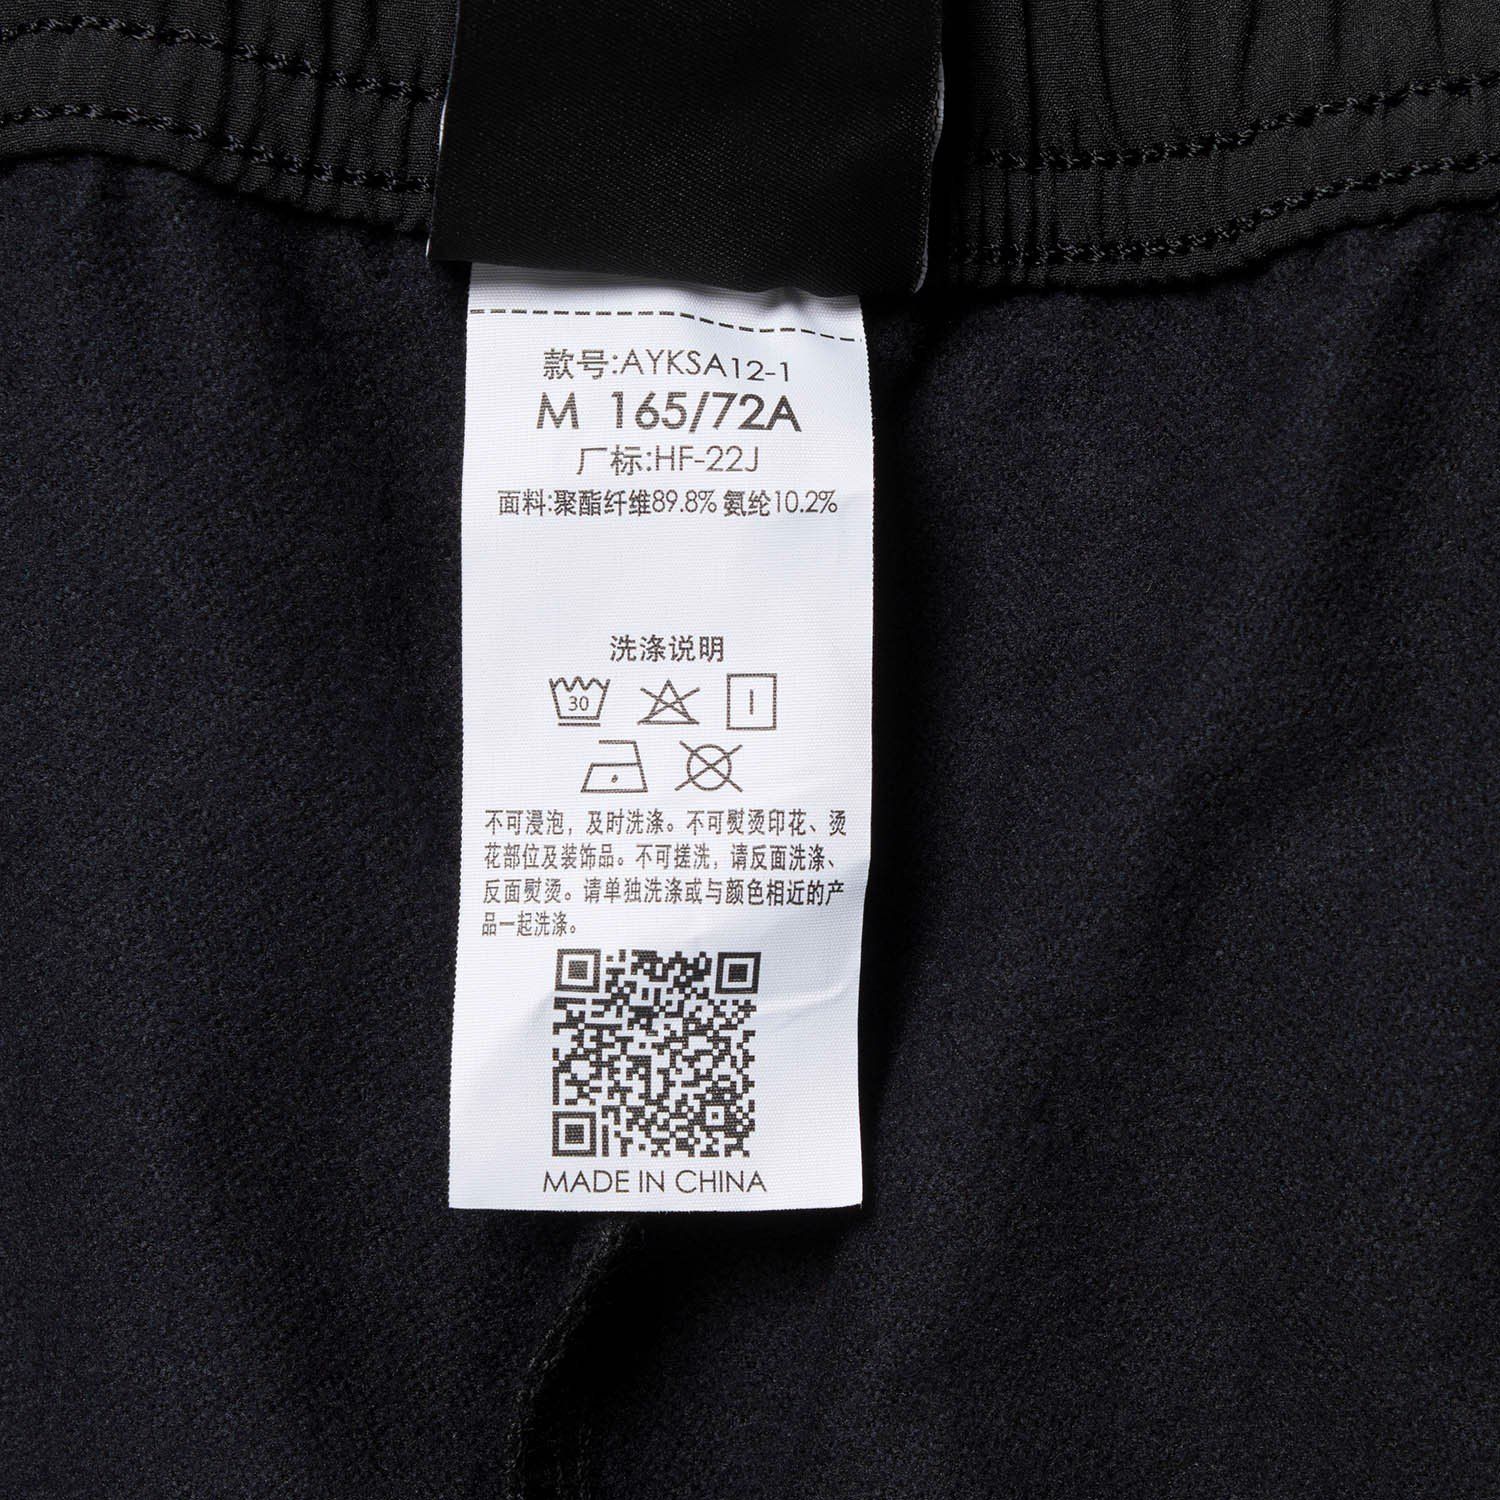 款号:AYKSA12-1
M 165/72A
厂标:HF-22J
面料:聚酯纤维89.8% 氨纶10.2%
洗涤说明
30
不可浸泡，及时洗涤。不可熨烫印花、烫
花部位及装饰品。不可搓洗，请反面洗涤、
反面熨烫。请单独洗涤或与颜色相近的产
品一起洗涤。
MADE IN CHINA